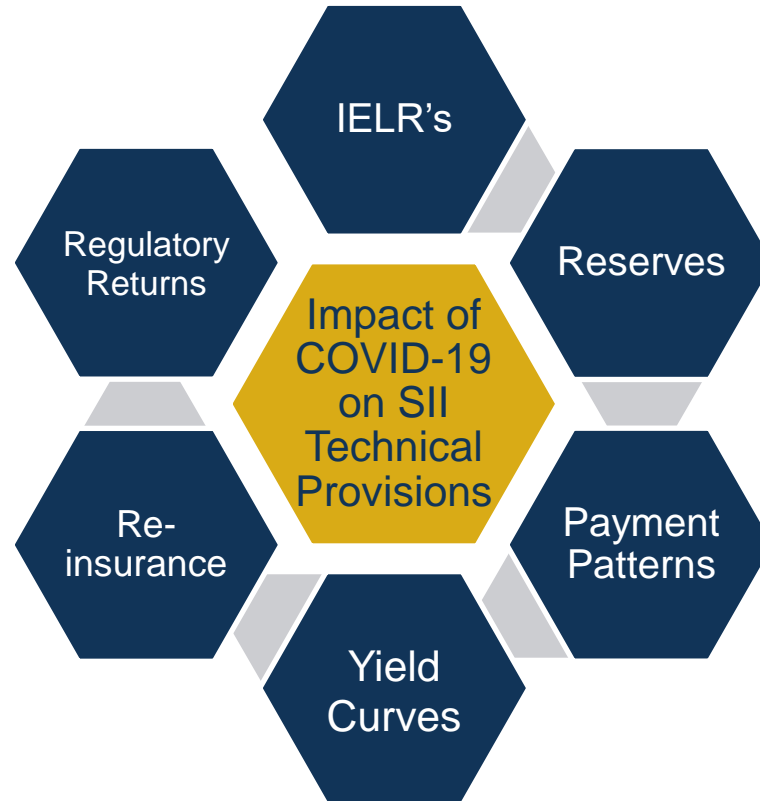 IELR’s
Regulatory
Returns
Reserves
Impact of
COVID-19
on SII
Technical
Provisions
Re-
insurance
Payment
Patterns
Yield
Curves